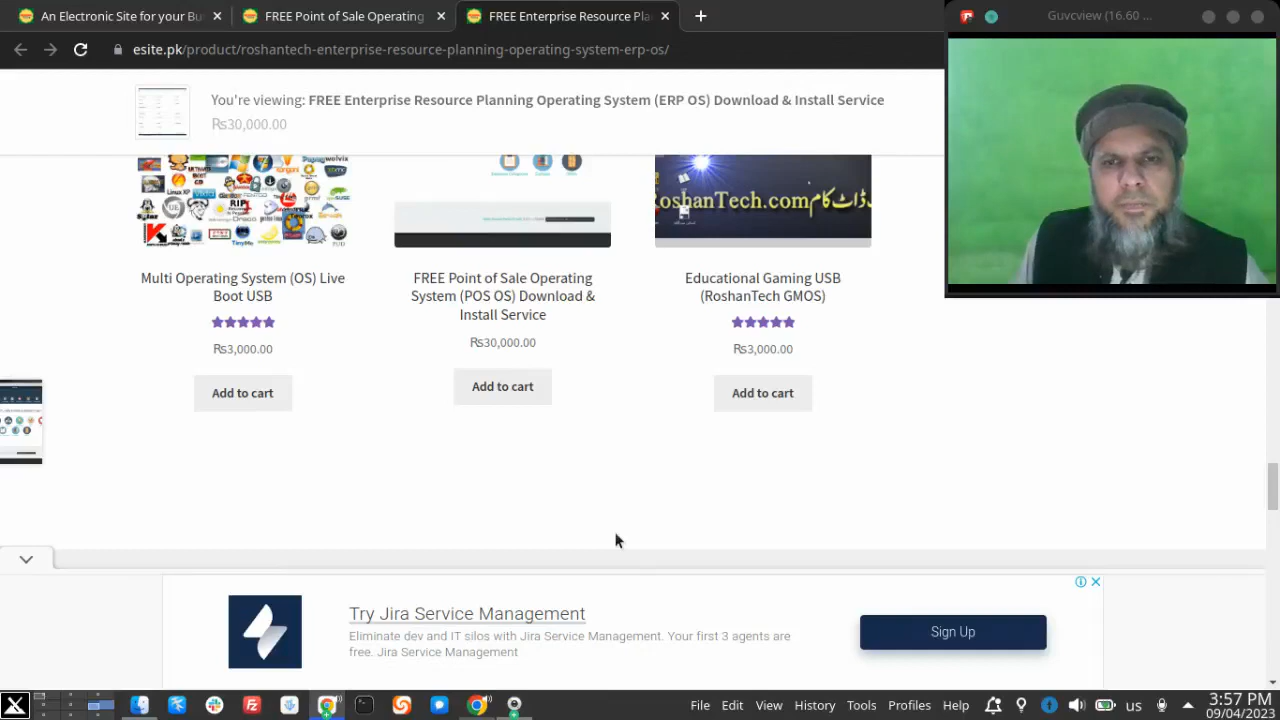 An Electronic Site for your Bu
FREE Point of Sale Operating
FREE Enterprise Resource Pla
Guvcview (16.60 ...
esite.pk/product/roshantech-enterprise-resource-planning-operating-system-erp-os/
You're viewing: FREE Enterprise Resource Planning Operating System (ERP OS) Download & Install Service
₨30,000.00
RoshanTech.com
Multi Operating System (OS) Live
Boot USB
₨3,000.00
Add to cart
FREE Point of Sale Operating
System (POS OS) Download &
Install Service
₨30,000.00
Add to cart
Educational Gaming USB
(RoshanTech GMOS)
₨3,000.00
Add to cart
Try Jira Service Management
Eliminate dev and IT silos with Jira Service Management. Your first 3 agents are
free. Jira Service Management
Sign Up
File Edit View History Tools Profiles Help
us
3:57 PM
09/04/2023